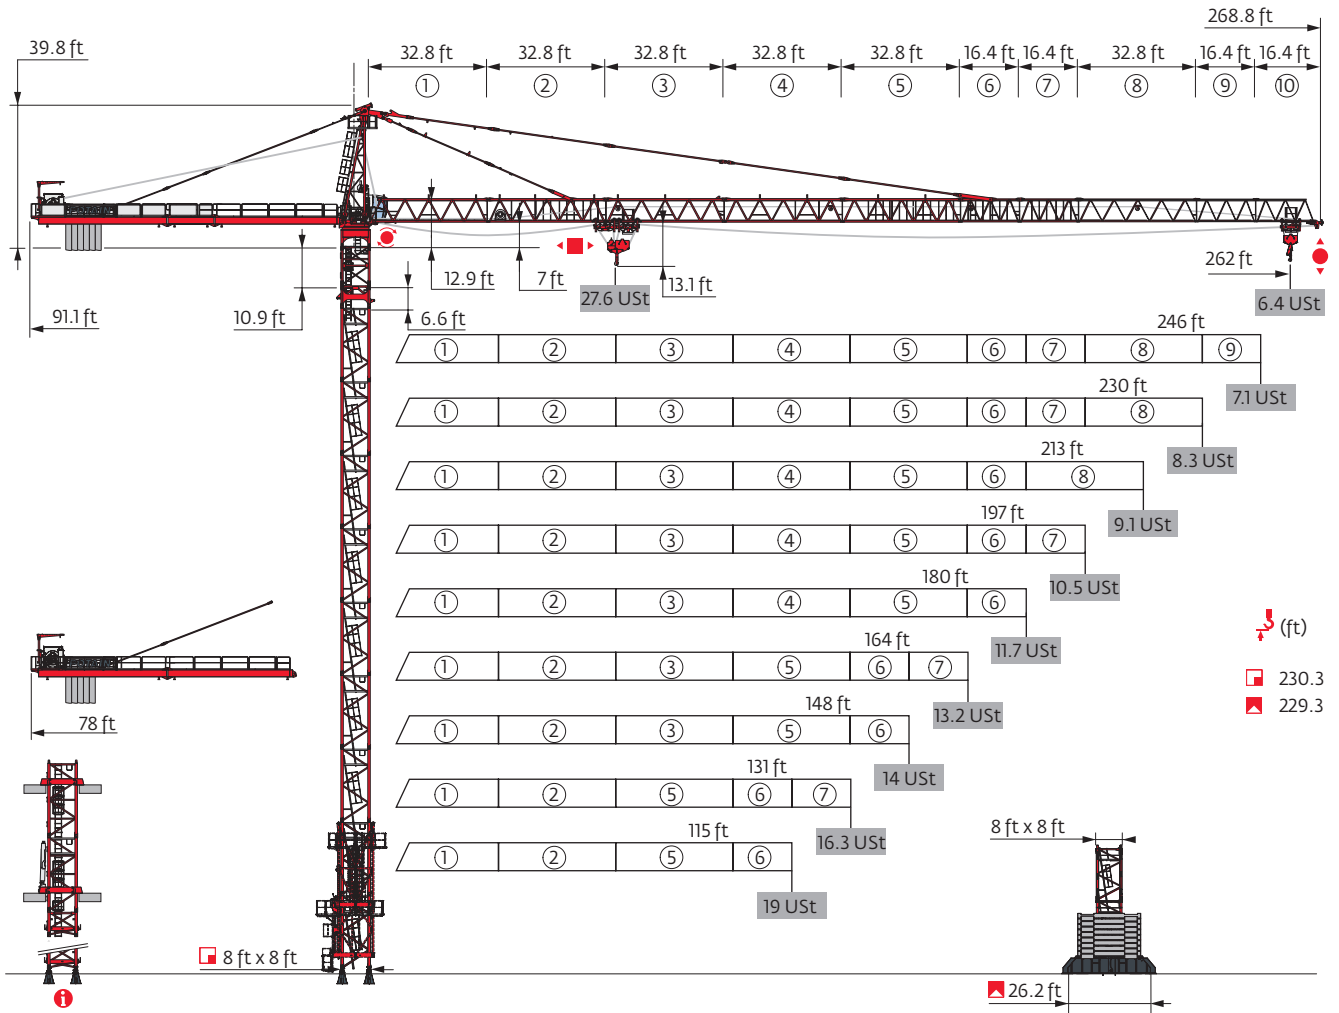 268.8 ft
39.8 ft
32.8 ft 32.8 ft 32.8 ft 32.8 ft 32.8 ft 16.4 ft 16.4 ft 32.8 ft 16.4 ft 16.4 ft
① ② ③ ④ ⑤ ⑥ ⑦ ⑧ ⑨ ⑩
12.9 ft 7 ft 13.1 ft 262 ft
27.6 USt 6.4 USt
91.1 ft 10.9 ft 6.6 ft
246 ft
① ② ③ ④ ⑤ ⑥ ⑦ ⑧ ⑨
7.1 USt
230 ft
① ② ③ ④ ⑤ ⑥ ⑦ ⑧
8.3 USt
213 ft
① ② ③ ④ ⑤ ⑥ ⑧
9.1 USt
197 ft
① ② ③ ④ ⑤ ⑥ ⑦
10.5 USt
180 ft
① ② ③ ④ ⑤ ⑥
11.7 USt
(ft)
230.3
229.3
164 ft
① ② ③ ⑤ ⑥ ⑦
13.2 USt
78 ft
148 ft
① ② ③ ⑤ ⑥
14 USt
131 ft
① ② ⑤ ⑥ ⑦
16.3 USt
115 ft
① ② ⑤ ⑥
19 USt
8 ft x 8 ft
8 ft x 8 ft
26.2 ft
i